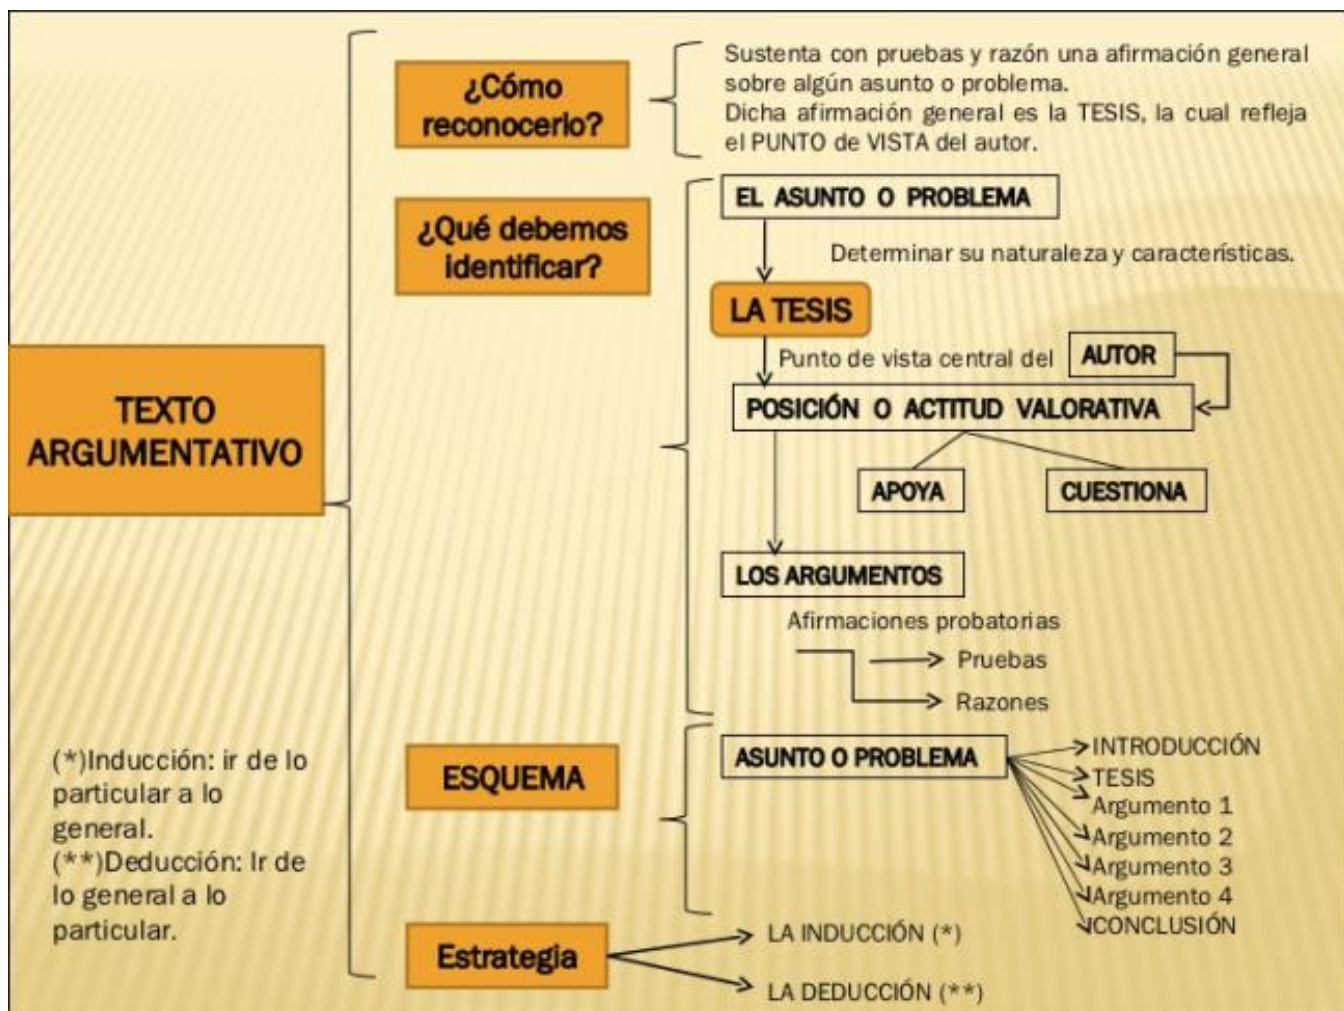 TEXTO
ARGUMENTATIVO
¿Cómo
reconocerlo?
Sustenta con pruebas y razón una afirmación general
sobre algún asunto o problema.
Dicha afirmación general es la TESIS, la cual refleja
el PUNTO de VISTA del autor.
¿Qué debemos
identificar?
EL ASUNTO O PROBLEMA
Determinar su naturaleza y características.
LA TESIS
Punto de vista central del
AUTOR
POSICIÓN O ACTITUD VALORATIVA
APOYA
CUESTIONA
LOS ARGUMENTOS
Afirmaciones probatorias
Pruebas
Razones
ESQUEMA
ASUNTO O PROBLEMA
INTRODUCCIÓN
TESIS
Argumento 1
Argumento 2
Argumento 3
Argumento 4
CONCLUSIÓN
Estrategia
LA INDUCCIÓN (*)
LA DEDUCCIÓN (**)
(*)Inducción: ir de lo
particular a lo
general.
(**)Deducción: Ir de
lo general a lo
particular.